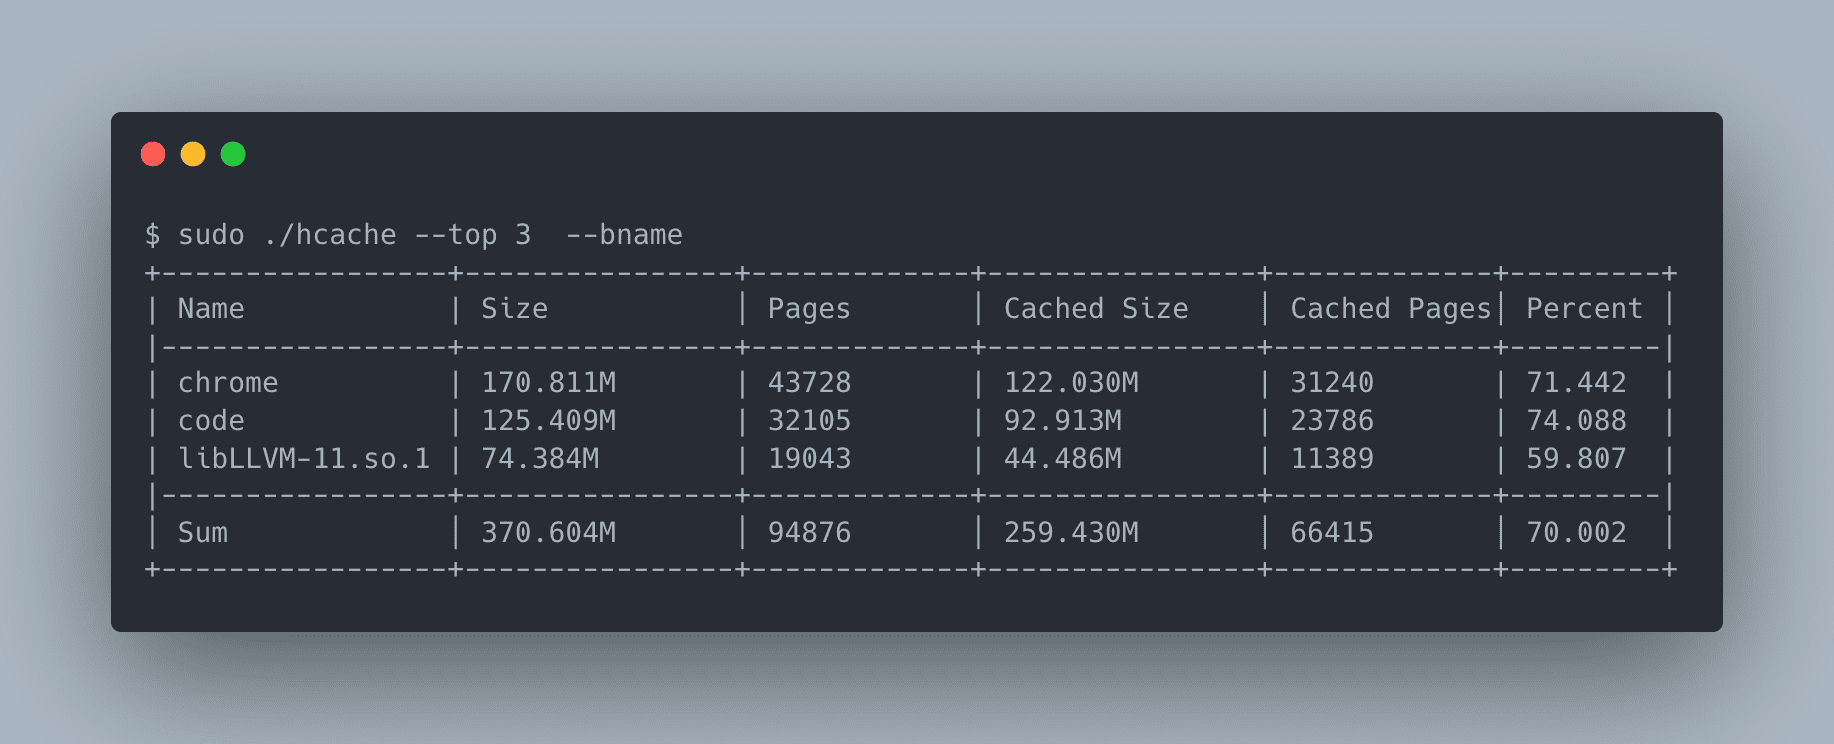 $ sudo ./hcache --top 3  --bname
+-----------------+----------------+-------------+----------------+-------------+---------+
| Name            | Size           | Pages       | Cached Size    | Cached Pages| Percent |
|-----------------+----------------+-------------+----------------+-------------+---------|
| chrome          | 170.811M       | 43728       | 122.030M       | 31240       | 71.442  |
| code            | 125.409M       | 32105       | 92.913M        | 23786       | 74.088  |
| libLLVM-11.so.1 | 74.384M        | 19043       | 44.486M        | 11389       | 59.807  |
|-----------------+----------------+-------------+----------------+-------------+---------|
| Sum             | 370.604M       | 94876       | 259.430M       | 66415       | 70.002  |
+-----------------+----------------+-------------+----------------+-------------+---------+